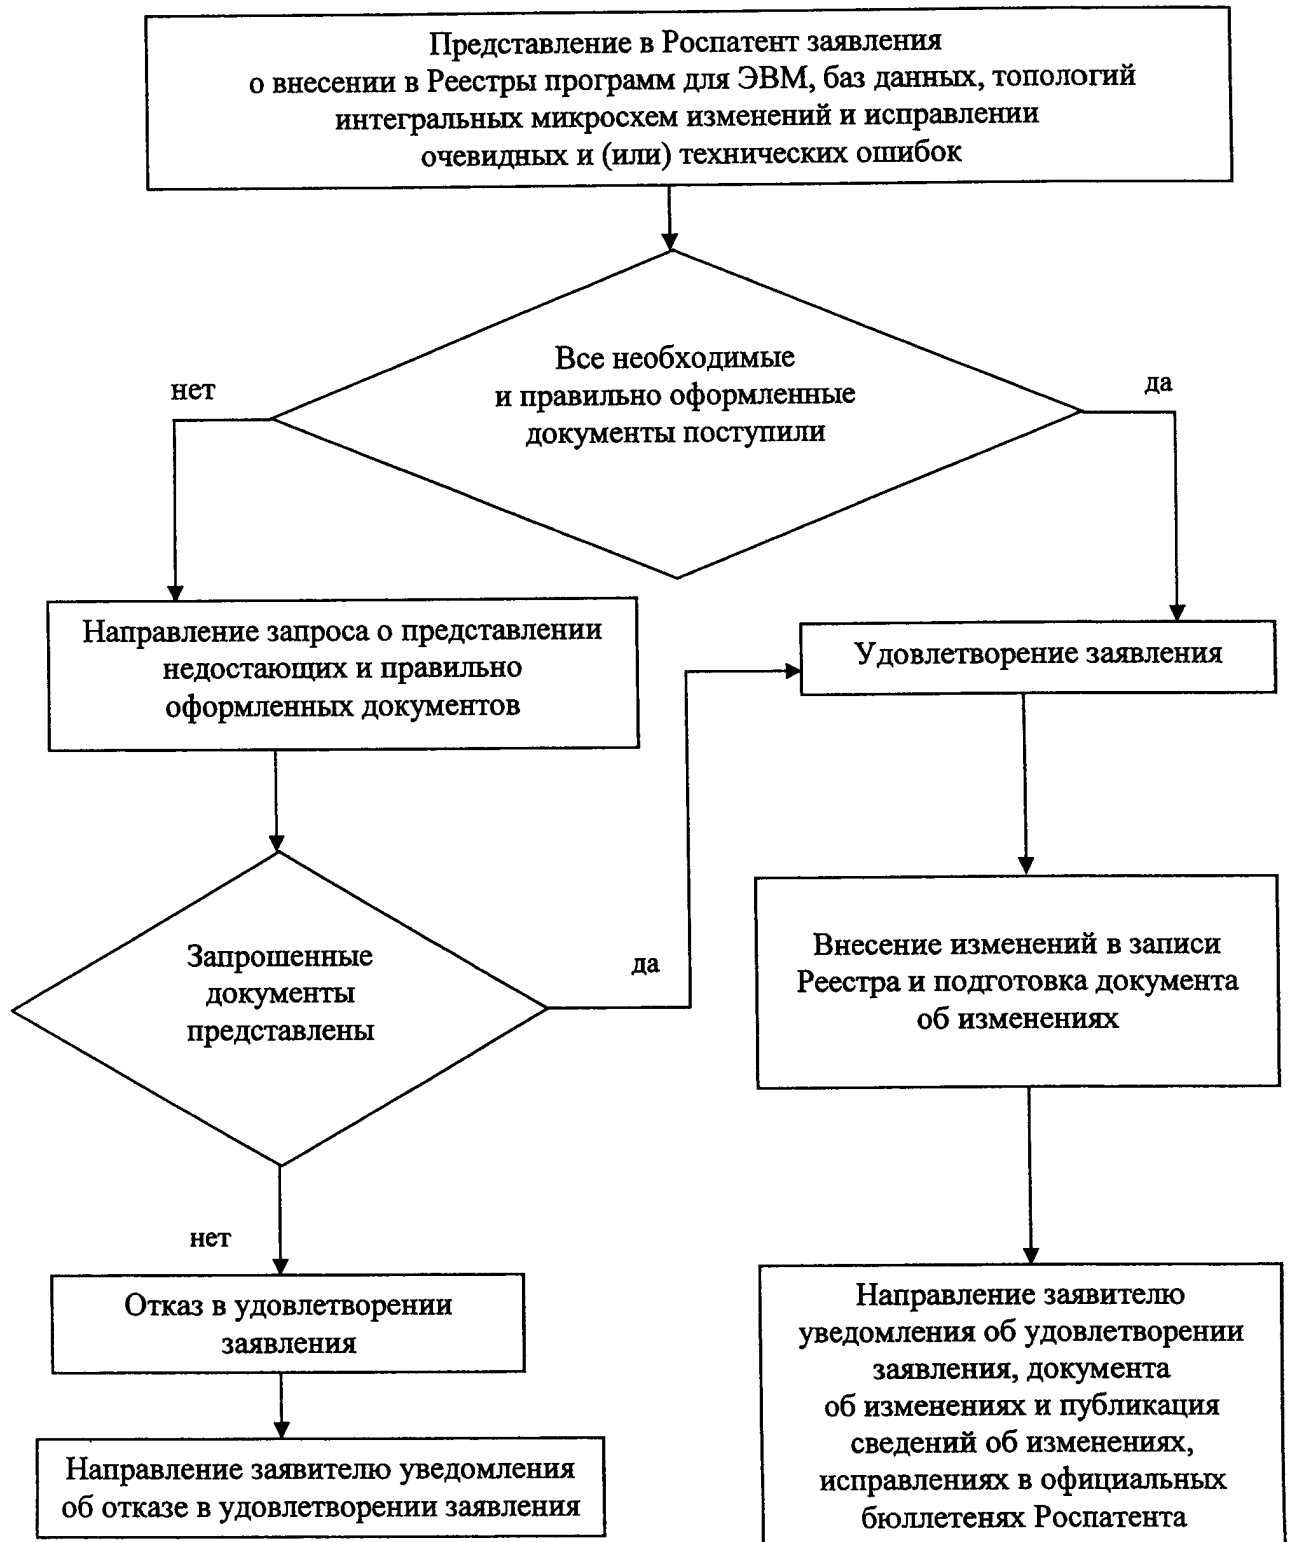 Представление в Роспатент заявления
о внесении в Реестры программ для ЭВМ, баз данных, топологий
интегральных микросхем изменений и исправлении
очевидных и (или) технических ошибок
Все необходимые
и правильно оформленные
документы поступили
нет
да
Направление запроса о представлении
недостающих и правильно
оформленных документов
Удовлетворение заявления
Запрошенные
документы
представлены
да
Внесение изменений в записи
Реестра и подготовка документа
об изменениях
нет
Отказ в удовлетворении
заявления
Направление заявителю уведомления
об отказе в удовлетворении заявления
Направление заявителю
уведомления об удовлетворении
заявления, документа
об изменениях и публикация
сведений об изменениях,
исправлениях в официальных
бюллетенях Роспатента